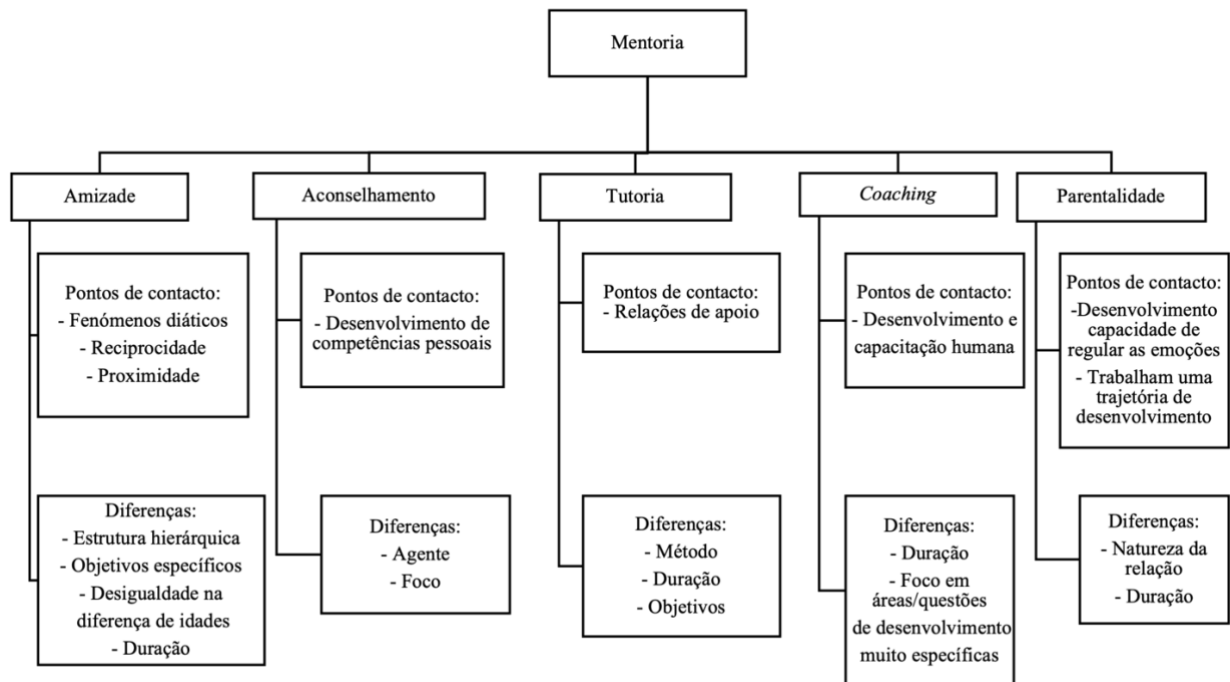 Mentoria
Amizade
Aconselhamento
Tutoria
Coaching
Parentalidade
Pontos de contacto:
- Fenómenos diáticos
- Reciprocidade
- Proximidade
Pontos de contacto:
- Desenvolvimento de
competências pessoais
Pontos de contacto:
- Relações de apoio
Pontos de contacto:
- Desenvolvimento e
capacitação humana
Pontos de contacto:
-Desenvolvimento
capacidade de
regular as emoções
- Trabalham uma
trajetória de
desenvolvimento
Diferenças:
- Estrutura hierárquica
- Objetivos específicos
- Desigualdade na
diferença de idades
- Duração
Diferenças:
- Agente
- Foco
Diferenças:
- Método
- Duração
- Objetivos
Diferenças:
- Duração
- Foco em
áreas/questões
de desenvolvimento
muito específicas
Diferenças:
- Natureza da
relação
- Duração